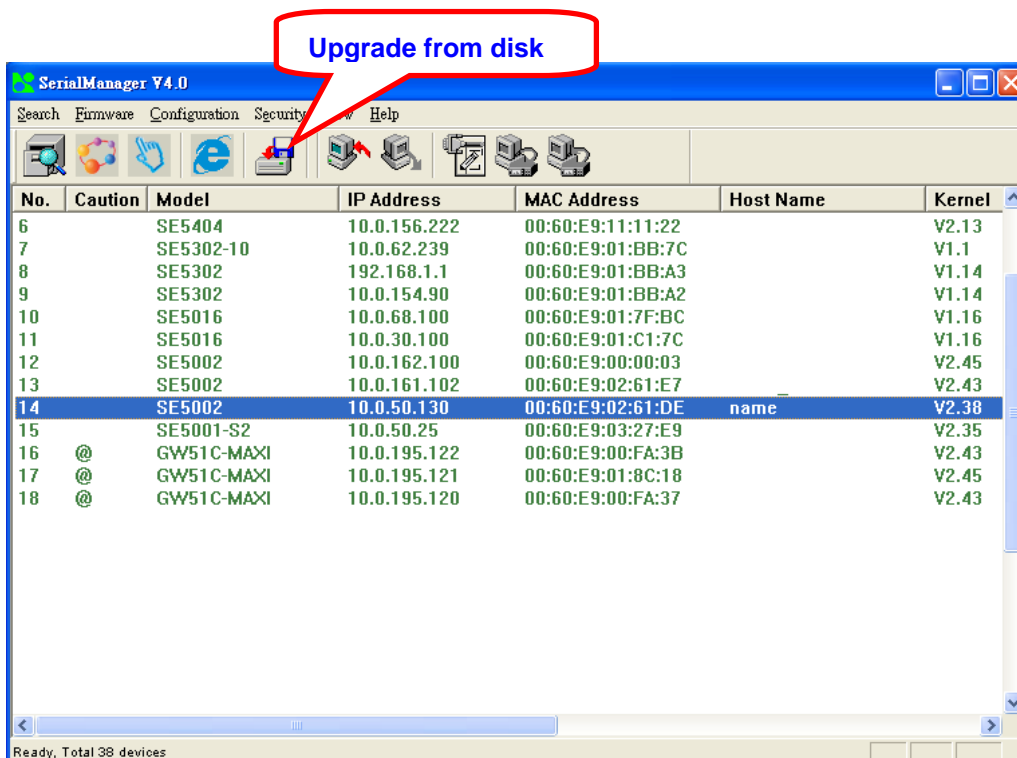 Upgrade from disk
SerialManager V4.0
Search Firmware Configuration Security Help
No. Caution Model IP Address MAC Address Host Name Kernel
6 SE5404 10.0.156.222 00:60:E9:11:11:22 V2.13
7 SE5302-10 10.0.62.239 00:60:E9:01:BB:7C V1.1
8 SE5302 192.168.1.1 00:60:E9:01:BB:A3 V1.14
9 SE5302 10.0.154.90 00:60:E9:01:BB:A2 V1.14
10 SE5016 10.0.68.100 00:60:E9:01:7F:BC V1.16
11 SE5016 10.0.30.100 00:60:E9:01:C1:7C V1.16
12 SE5002 10.0.162.100 00:60:E9:00:00:03 V2.45
13 SE5002 10.0.161.102 00:60:E9:02:61:E7 _ V2.43
14 SE5002 10.0.50.130 00:60:E9:02:61:DE name V2.38
15 SE5001-S2 10.0.50.25 00:60:E9:03:27:E9 V2.35
16 @ GW51C-MAXI 10.0.195.122 00:60:E9:00:FA:3B V2.43
17 @ GW51C-MAXI 10.0.195.121 00:60:E9:01:8C:18 V2.45
18 @ GW51C-MAXI 10.0.195.120 00:60:E9:00:FA:37 V2.43
Ready, Total 38 devices